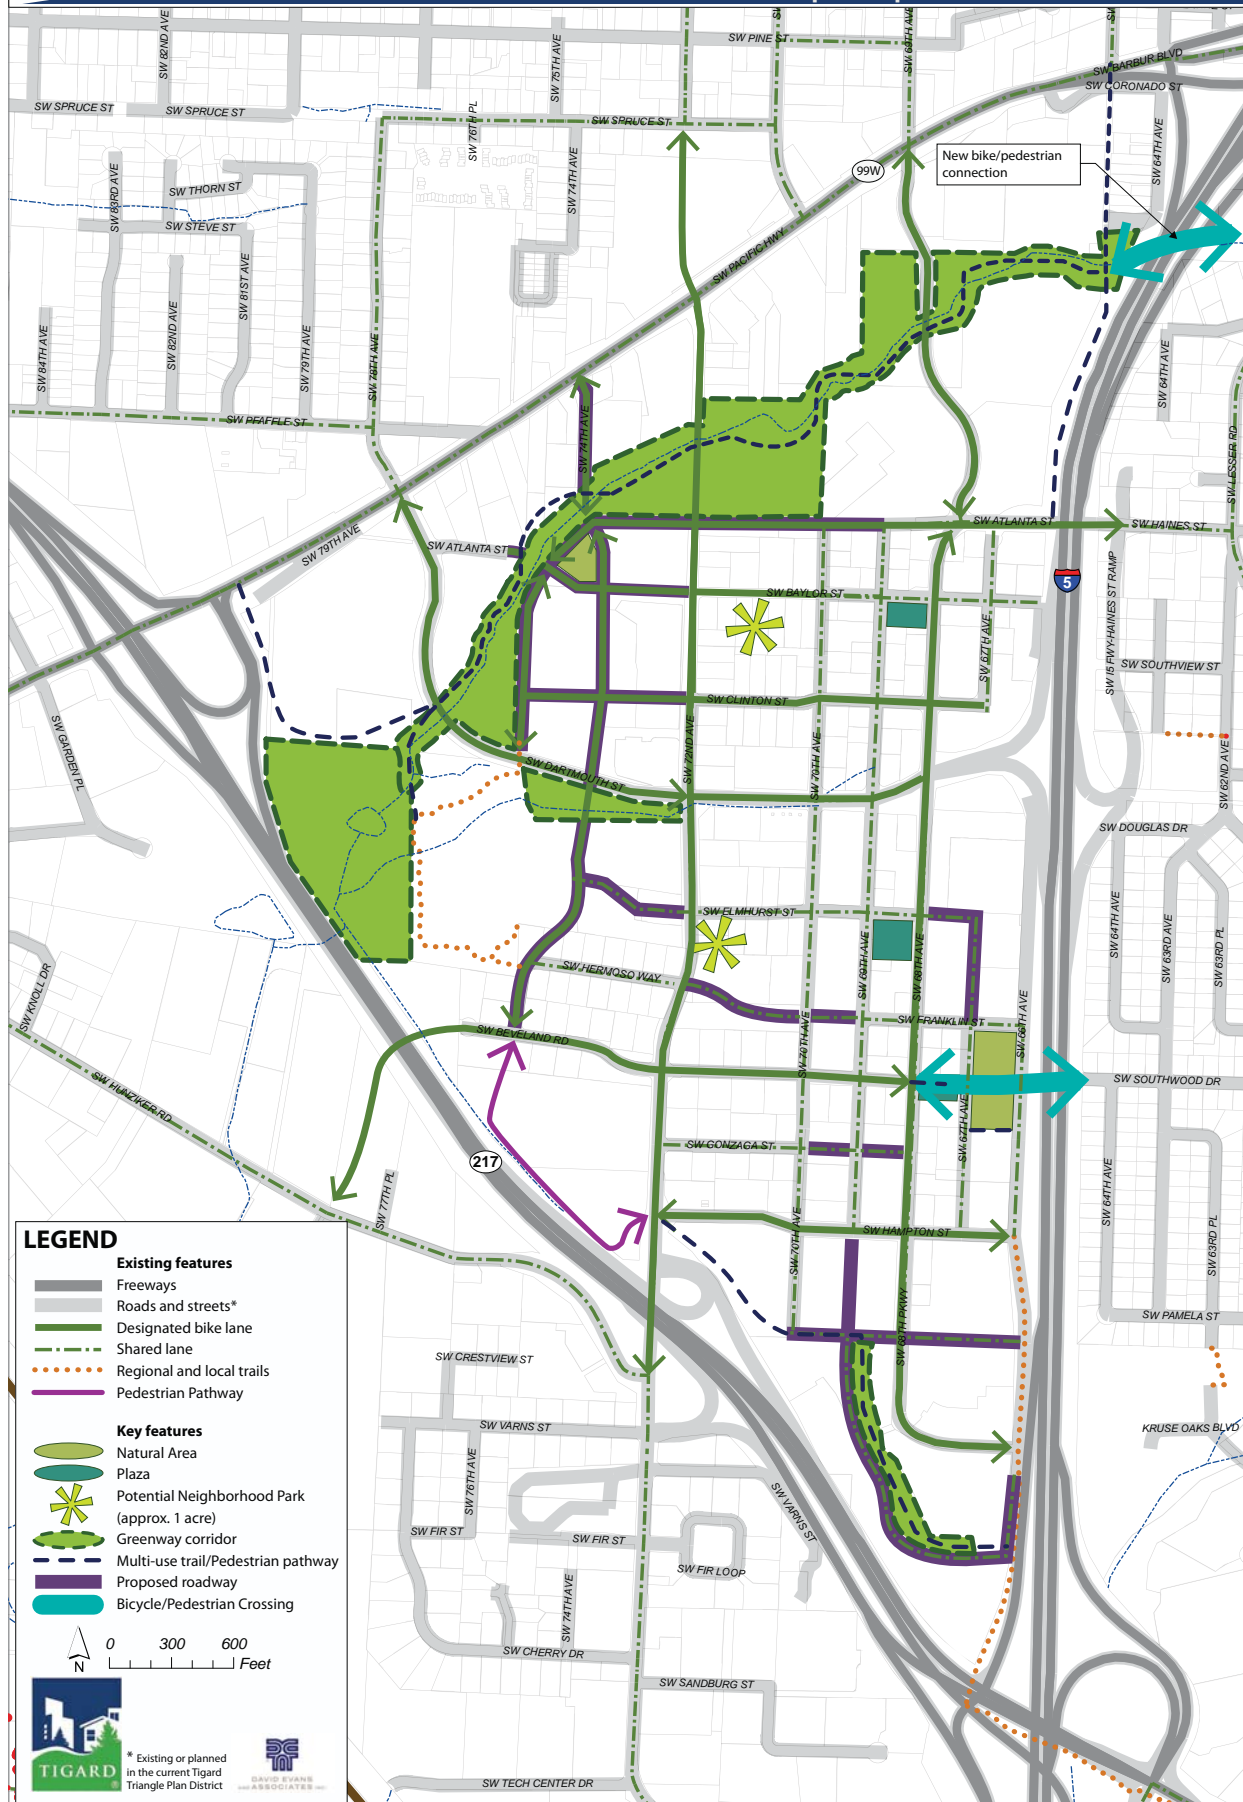 SW PINE ST
SW 82ND AVE
SW 75TH AVE
SW 69TH AVE
SW BARBUR BLVD
SW CORONADO ST
SW SPRUCE ST
SW SPRUCE ST
SW SPRUCE ST
SW 76TH PL
SW 74TH AVE
SW 64TH AVE
99W
New bike/pedestrian
connection
SW 83RD AVE
SW THORN ST
SW STEVE ST
SW 81ST AVE
SW 82ND AVE
SW 84TH AVE
SW 79TH AVE
SW 78TH AVE
SW PACIFIC HWY
SW PFAFFLE ST
SW 74TH AVE
SW 64TH AVE
SW LESSER RD
SW ATLANTA ST
SW HAINES ST
SW 79TH AVE
SW ATLANTA ST
5
SW BAYLOR ST
SW I5 FWY-HAINES ST RAMP
SW 67TH AVE
SW SOUTHVIEW ST
SW CLINTON ST
SW GARDEN PL
SW 72ND AVE
SW 70TH AVE
SW DARTMOUTH ST
SW 62ND AVE
SW DOUGLAS DR
SW ELMHURST ST
SW 64TH AVE
SW 63RD AVE
SW 63RD PL
SW 69TH AVE
SW 68TH AVE
SW HERMOSO WAY
SW KNOLL DR
SW FRANKLIN ST
SW 66TH AVE
SW BEVELAND RD
SW 70TH AVE
SW SOUTHWOOD DR
SW HUNZIKER RD
SW 67TH AVE
SW GONZAGA ST
217
SW 77TH PL
SW 64TH AVE
SW 63RD PL
SW HAMPTON ST
SW 70TH AVE
SW PAMELA ST
SW 68TH PKWY
SW CRESTVIEW ST
SW VARNS ST
KRUSE OAKS BLVD
SW 76TH AVE
SW VARNS ST
SW FIR ST
SW FIR ST
SW FIR LOOP
SW 74TH AVE
SW CHERRY DR
SW SANDBURG ST
SW TECH CENTER DR
LEGEND
Existing features
Freeways
Roads and streets*
Designated bike lane
Shared lane
Regional and local trails
Pedestrian Pathway
Key features
Natural Area
Plaza
Potential Neighborhood Park
(approx. 1 acre)
Greenway corridor
Multi-use trail/Pedestrian pathway
Proposed roadway
Bicycle/Pedestrian Crossing
N
0 300 600
Feet
TIGARD
* Existing or planned
in the current Tigard
Triangle Plan District
DAVID EVANS
AND ASSOCIATES INC.